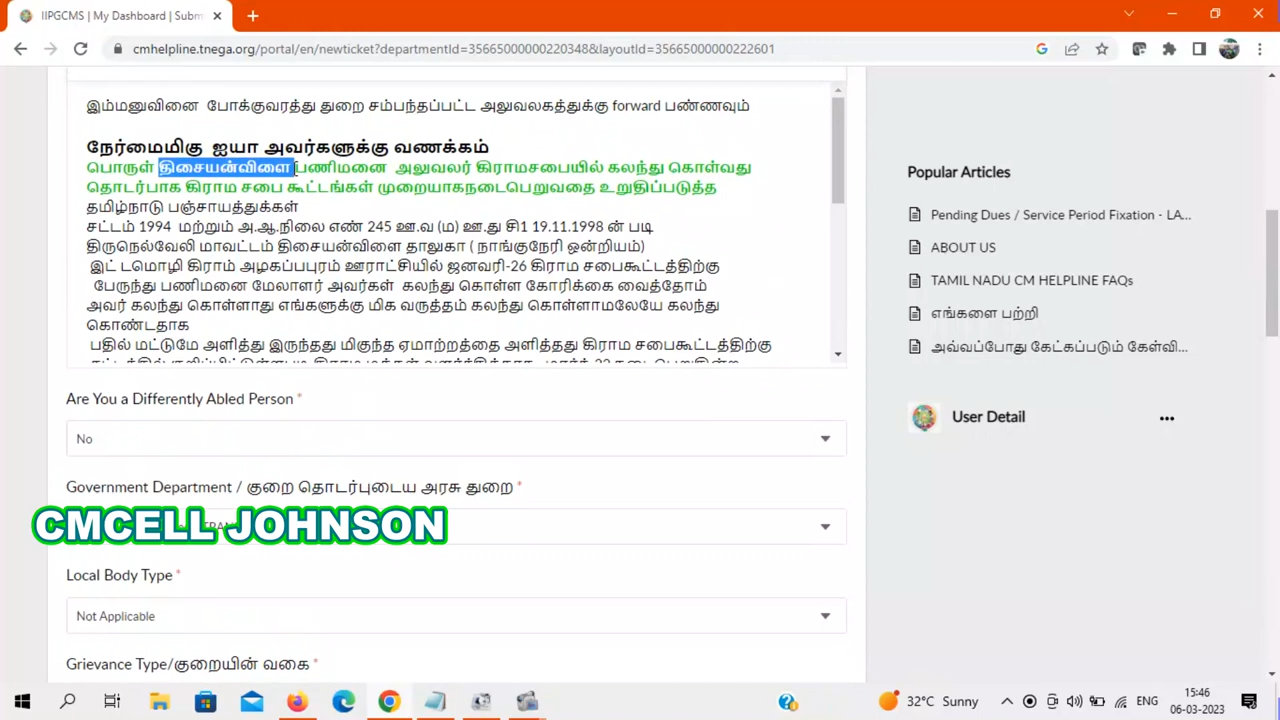 IIPGCMS | My Dashboard | Subm
cmhelpline.tnega.org/portal/en/newticket?departmentId=35665000000220348&layoutId=35665000000222601
இம்மனுவினை போக்குவரத்து துறை சம்பந்தப்பட்ட அலுவலகத்துக்கு forward பண்ணவும்
நேர்மைமிகு ஐயா அவர்களுக்கு வணக்கம்
பொருள் திசையன்விளை பணிமனை அலுவலர் கிராமசபையில் கலந்து கொள்வது
தொடர்பாக கிராம சபை கூட்டங்கள் முறையாகநடைபெறுவதை உறுதிப்படுத்த
தமிழ்நாடு பஞ்சாயத்துக்கள்
சட்டம் 1994 மற்றும் அ.ஆ.நிலை எண் 245 ஊ.வ (ம) ஊ.து சி1 19.11.1998 ன் படி
திருநெல்வேலி மாவட்டம் திசையன்விளை தாலுகா ( நாங்குநேரி ஒன்றியம்)
இட் டமொழி கிராம் அழகப்பபுரம் ஊராட்சியில் ஜனவரி-26 கிராம சபைகூட்டத்திற்கு
பேருந்து பணிமனை மேலாளர் அவர்கள் கலந்து கொள்ள கோரிக்கை வைத்தோம்
அவர் கலந்து கொள்ளாது எங்களுக்கு மிக வருத்தம் கலந்து கொள்ளாமலேயே கலந்து
கொண்டதாக
பதில் மட்டுமே அளித்து இருந்தது மிகுந்த ஏமாற்றத்தை அளித்தது கிராம சபைகூட்டத்திற்கு
Are You a Differently Abled Person *
No
Government Department / குறை தொடர்புடைய அரசு துறை *
CMCELL JOHNSON
Local Body Type *
Not Applicable
Grievance Type/குறையின் வகை *
Popular Articles
Pending Dues / Service Period Fixation - LA...
ABOUT US
TAMIL NADU CM HELPLINE FAQs
எங்களை பற்றி
அவ்வப்போது கேட்கப்படும் கேள்வி...
User Detail
32°C Sunny
ENG
15:46
06-03-2023